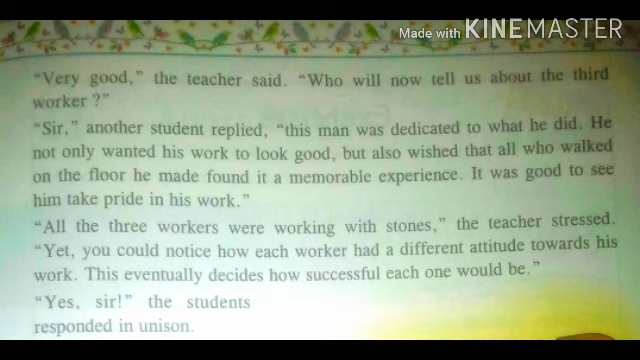 Made with KINEMASTER
"Very good," the teacher said. "Who will now tell us about the third
worker ?"
"Sir," another student replied, "this man was dedicated to what he did. He
not only wanted his work to look good, but also wished that all who walked
on the floor he made found it a memorable experience. It was good to see
him take pride in his work."
"All the three workers were working with stones," the teacher stressed.
"Yet, you could notice how each worker had a different attitude towards his
work. This eventually decides how successful each one would be."
"Yes, sir!" the students
responded in unison.